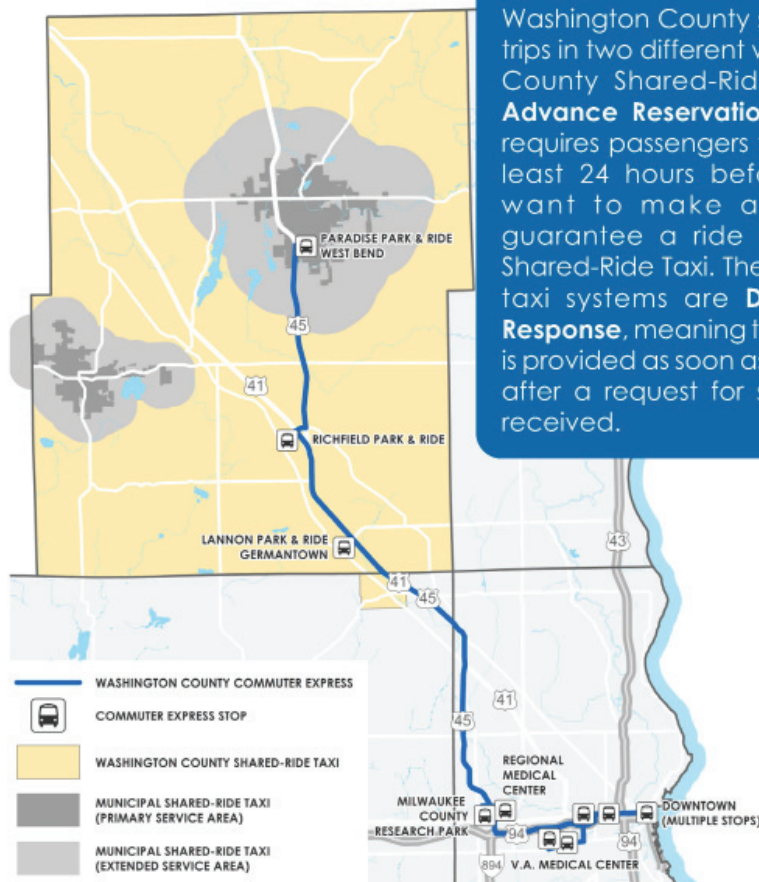 Washington County
trips in two different
County Shared-Rid
Advance Reservatio
requires passengers
least 24 hours befo
want to make a
guarantee a ride
Shared-Ride Taxi. The
taxi systems are D
Response, meaning t
is provided as soon as
after a request for s
received.
PARADISE PARK & RIDE
WEST BEND
45
41
RICHFIELD PARK & RIDE
LANNON PARK & RIDE
GERMANTOWN
43
41
45
WASHINGTON COUNTY COMMUTER EXPRESS
COMMUTER EXPRESS STOP
41
45
WASHINGTON COUNTY SHARED-RIDE TAXI
REGIONAL
MEDICAL
CENTER
MUNICIPAL SHARED-RIDE TAXI
(PRIMARY SERVICE AREA)
MILWAUKEE
COUNTY
RESEARCH PARK
DOWNTOWN
(MULTIPLE STOPS)
94
94
MUNICIPAL SHARED-RIDE TAXI
(EXTENDED SERVICE AREA)
894
V.A. MEDICAL CENTER